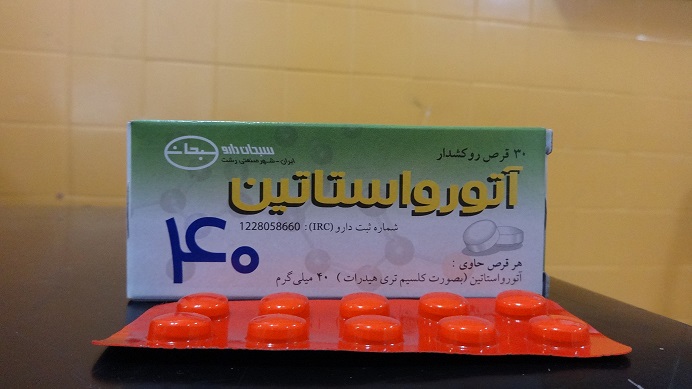 ۳۰ قرص روکشدار
سبحان
سبحان دارو
ایران - شهر صنعتی رشت
آتورواستاتین
۴۰
شماره ثبت دارو (IRC) : 1228058660
هر قرص حاوی :
آتورواستاتین (بصورت کلسیم تری هیدرات ) ۴۰ میلی گرم